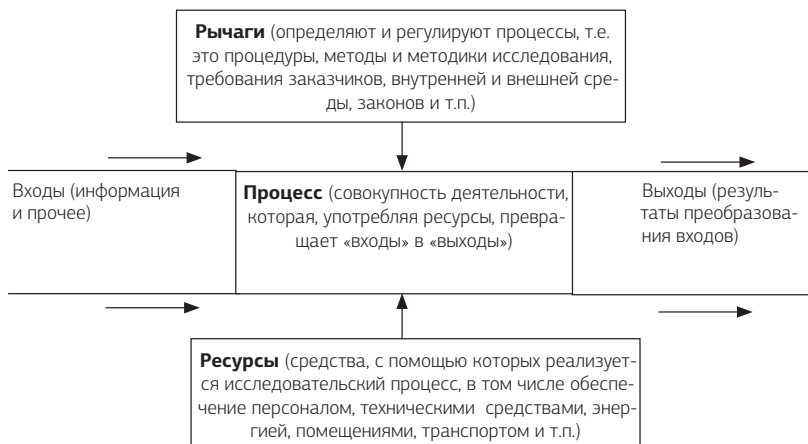 Рычаги (определяют и регулируют процессы, т.е.
это процедуры, методы и методики исследования,
требования заказчиков, внутренней и внешней сре-
ды, законов и т.п.)
Входы (информация
и прочее)
Процесс (совокупность деятельности,
которая, употребляя ресурсы, превра-
щает «входы» в «выходы»)
Выходы (резуль-
таты преобразова-
ния входов)
Ресурсы (средства, с помощью которых реализует-
ся исследовательский процесс, в том числе обеспе-
чение персоналом, техническими средствами, энер-
гией, помещениями, транспортом и т.п.)